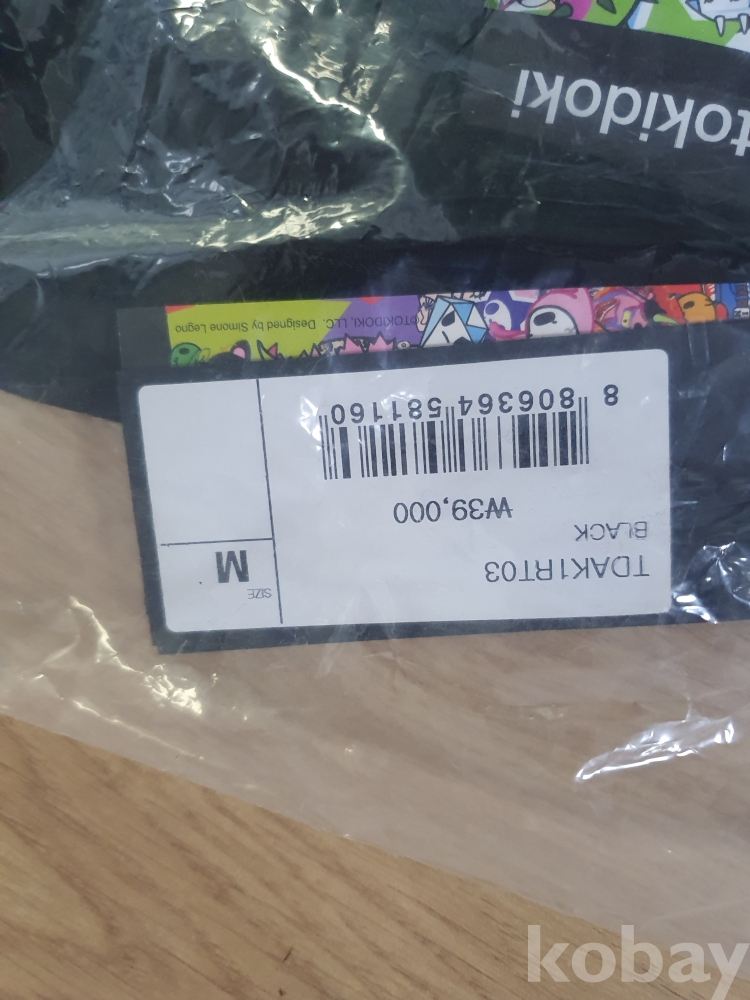 tokidoki
©TOKIDOKI, LLC. Designed by Simone Legno
TDAK1RT03
BLACK
₩39,000
8 806364 581160
SIZE
M
kobay